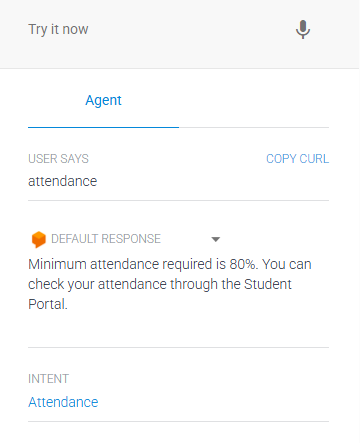 Try it now
Agent
USER SAYS COPY CURL
attendance
DEFAULT RESPONSE
Minimum attendance required is 80%. You can
check your attendance through the Student
Portal.
INTENT
Attendance